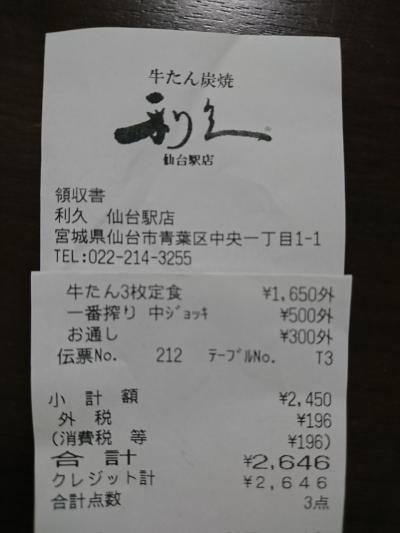 牛たん炭焼
利久
仙台駅店
領収書
利久 仙台駅店
宮城県仙台市青葉区中央一丁目1-1
TEL:022-214-3255
牛たん3枚定食 ¥1,650外
一番搾り 中ｼﾞｮｯｷ ¥500外
お通し ¥300外
伝票No. 212 ﾃｰﾌﾞﾙNo. T3
小計額 ¥2,450
外税 ¥196
(消費税 等 ¥196)
合計 ¥2,646
クレジット計 ¥2,646
合計点数 3点